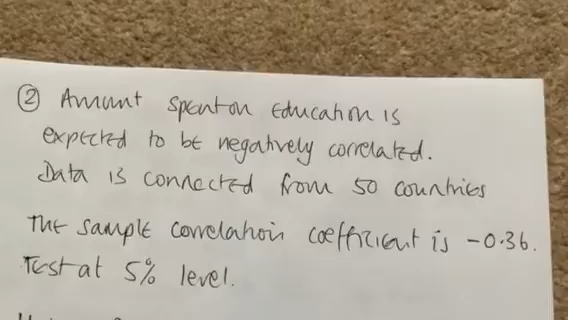 ② Amount spent on Education is
expected to be negatively correlated.
Data is connected from 50 countries
The sample correlation coefficient is -0.36.
Test at 5% level.